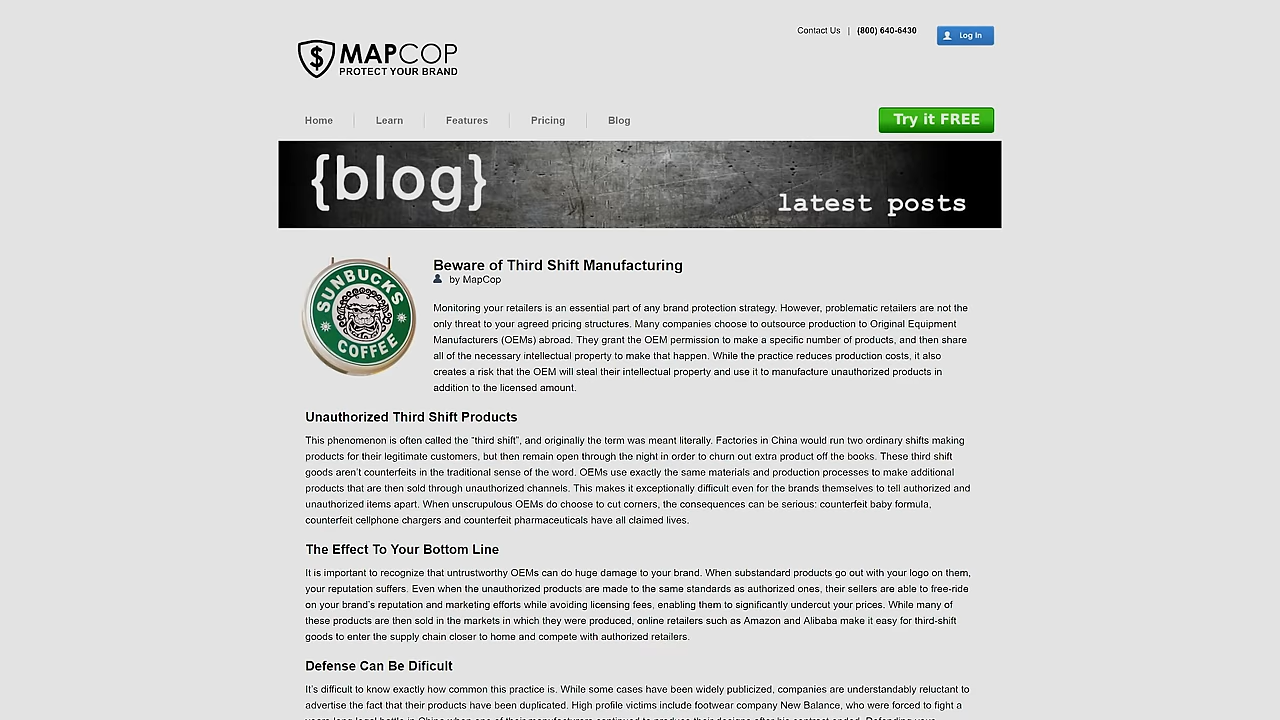 Contact Us | (800) 640-6430
Log In
$ MAPCOP
PROTECT YOUR BRAND
Home
Learn
Features
Pricing
Blog
Try it FREE
{blog}
latest posts
SUNBUCKS
COFFEE
Beware of Third Shift Manufacturing
by MapCop
Monitoring your retailers is an essential part of any brand protection strategy. However, problematic retailers are not the
only threat to your agreed pricing structures. Many companies choose to outsource production to Original Equipment
Manufacturers (OEMs) abroad. They grant the OEM permission to make a specific number of products, and then share
all of the necessary intellectual property to make that happen. While the practice reduces production costs, it also
creates a risk that the OEM will steal their intellectual property and use it to manufacture unauthorized products in
addition to the licensed amount.
Unauthorized Third Shift Products
This phenomenon is often called the “third shift”, and originally the term was meant literally. Factories in China would run two ordinary shifts making
products for their legitimate customers, but then remain open through the night in order to churn out extra product off the books. These third shift
goods aren’t counterfeits in the traditional sense of the word. OEMs use exactly the same materials and production processes to make additional
products that are then sold through unauthorized channels. This makes it exceptionally difficult even for the brands themselves to tell authorized and
unauthorized items apart. When unscrupulous OEMs do choose to cut corners, the consequences can be serious: counterfeit baby formula,
counterfeit cellphone chargers and counterfeit pharmaceuticals have all claimed lives.
The Effect To Your Bottom Line
It is important to recognize that untrustworthy OEMs can do huge damage to your brand. When substandard products go out with your logo on them,
your reputation suffers. Even when the unauthorized products are made to the same standards as authorized ones, their sellers are able to free-ride
on your brand’s reputation and marketing efforts while avoiding licensing fees, enabling them to significantly undercut your prices. While many of
these products are then sold in the markets in which they were produced, online retailers such as Amazon and Alibaba make it easy for third-shift
goods to enter the supply chain closer to home and compete with authorized retailers.
Defense Can Be Dificult
It’s difficult to know exactly how common this practice is. While some cases have been widely publicized, companies are understandably reluctant to
advertise the fact that their products have been duplicated. High profile victims include footwear company New Balance, who were forced to fight a